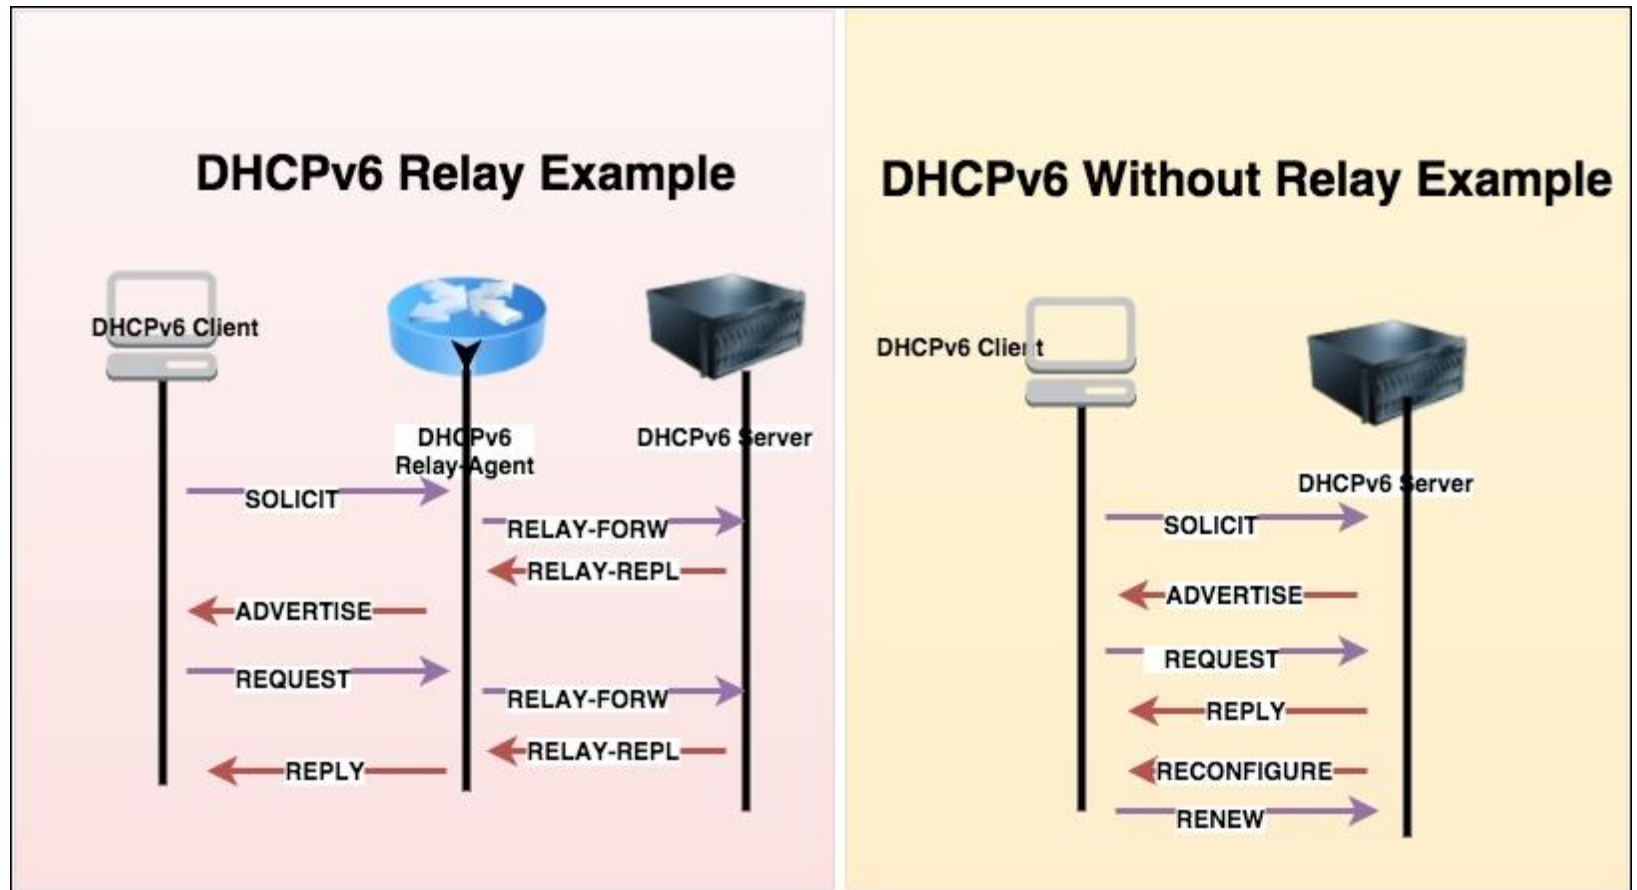 DHCPv6 Relay Example
DHCPv6 Client
DHCPv6
Relay-Agent
DHCPv6 Server
SOLICIT
RELAY-FORW
RELAY-REPL
ADVERTISE
REQUEST
RELAY-FORW
RELAY-REPL
REPLY
DHCPv6 Without Relay Example
DHCPv6 Client
DHCPv6 Server
SOLICIT
ADVERTISE
REQUEST
REPLY
RECONFIGURE
RENEW